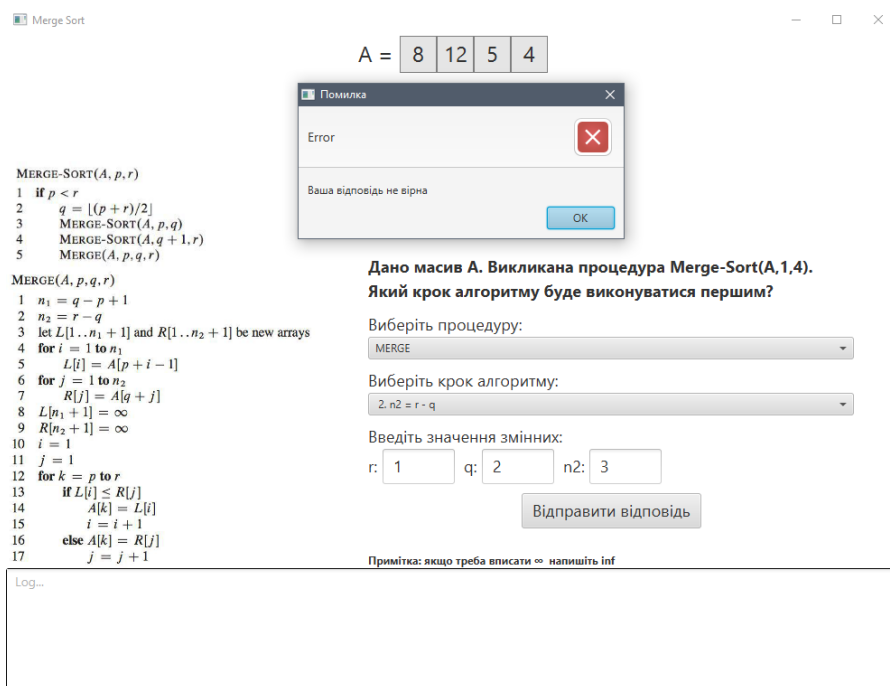 Merge Sort
A = 8 12 5 4
Помилка
Error
Ваша відповідь не вірна
OK
MERGE-SORT(A, p, r)
1 if p < r
2 q = ⌊(p + r)/2⌋
3 MERGE-SORT(A, p, q)
4 MERGE-SORT(A, q + 1, r)
5 MERGE(A, p, q, r)
MERGE(A, p, q, r)
1 n₁ = q − p + 1
2 n₂ = r − q
3 let L[1..n₁ + 1] and R[1..n₂ + 1] be new arrays
4 for i = 1 to n₁
5 L[i] = A[p + i − 1]
6 for j = 1 to n₂
7 R[j] = A[q + j]
8 L[n₁ + 1] = ∞
9 R[n₂ + 1] = ∞
10 i = 1
11 j = 1
12 for k = p to r
13 if L[i] ≤ R[j]
14 A[k] = L[i]
15 i = i + 1
16 else A[k] = R[j]
17 j = j + 1
Дано масив A. Викликана процедура Merge-Sort(A,1,4).
Який крок алгоритму буде виконуватися першим?
Виберіть процедуру:
MERGE
Виберіть крок алгоритму:
2. n2 = r - q
Введіть значення змінних:
r: 1 q: 2 n2: 3
Відправити відповідь
Примітка: якщо треба вписати ∞ напишіть inf
Log...